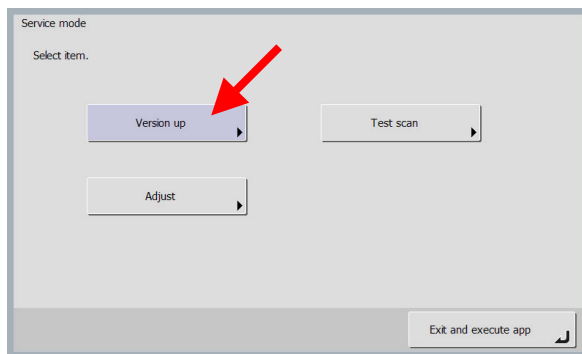 Service mode
Select item.
Version up
Test scan
Adjust
Exit and execute app